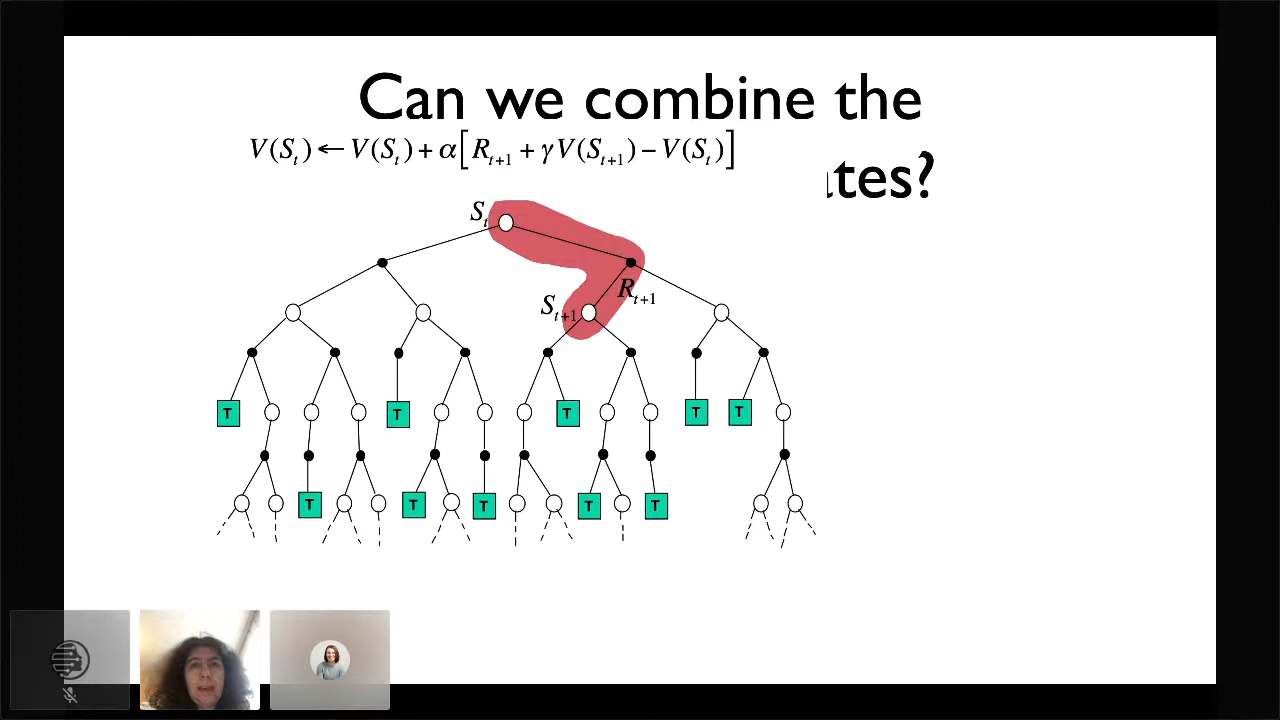 Can we combine the
V(S_t) ← V(S_t) + α[R_{t+1} + γV(S_{t+1}) − V(S_t)]
tes?
S_t
R_{t+1}
S_{t+1}
T T T T T
T T T T T